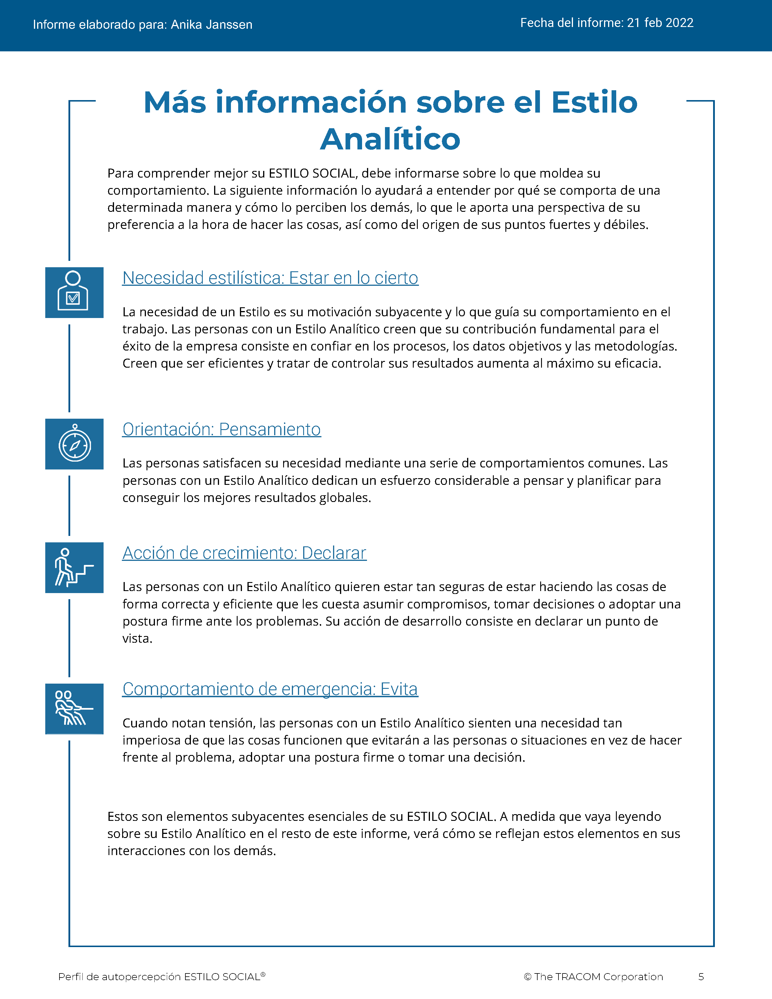 Informe elaborado para: Anika Janssen
Fecha del informe: 21 feb 2022
Más información sobre el Estilo
Analítico
Para comprender mejor su ESTILO SOCIAL, debe informarse sobre lo que moldea su
comportamiento. La siguiente información lo ayudará a entender por qué se comporta de una
determinada manera y cómo lo perciben los demás, lo que le aporta una perspectiva de su
preferencia a la hora de hacer las cosas, así como del origen de sus puntos fuertes y débiles.
Necesidad estilística: Estar en lo cierto
La necesidad de un Estilo es su motivación subyacente y lo que guía su comportamiento en el
trabajo. Las personas con un Estilo Analítico creen que su contribución fundamental para el
éxito de la empresa consiste en confiar en los procesos, los datos objetivos y las metodologías.
Creen que ser eficientes y tratar de controlar sus resultados aumenta al máximo su eficacia.
Orientación: Pensamiento
Las personas satisfacen su necesidad mediante una serie de comportamientos comunes. Las
personas con un Estilo Analítico dedican un esfuerzo considerable a pensar y planificar para
conseguir los mejores resultados globales.
Acción de crecimiento: Declarar
Las personas con un Estilo Analítico quieren estar tan seguras de estar haciendo las cosas de
forma correcta y eficiente que les cuesta asumir compromisos, tomar decisiones o adoptar una
postura firme ante los problemas. Su acción de desarrollo consiste en declarar un punto de
vista.
Comportamiento de emergencia: Evita
Cuando notan tensión, las personas con un Estilo Analítico sienten una necesidad tan
imperiosa de que las cosas funcionen que evitarán a las personas o situaciones en vez de hacer
frente al problema, adoptar una postura firme o tomar una decisión.
Estos son elementos subyacentes esenciales de su ESTILO SOCIAL. A medida que vaya leyendo
sobre su Estilo Analítico en el resto de este informe, verá cómo se reflejan estos elementos en sus
interacciones con los demás.
Perfil de autopercepción ESTILO SOCIAL®
© The TRACOM Corporation 5